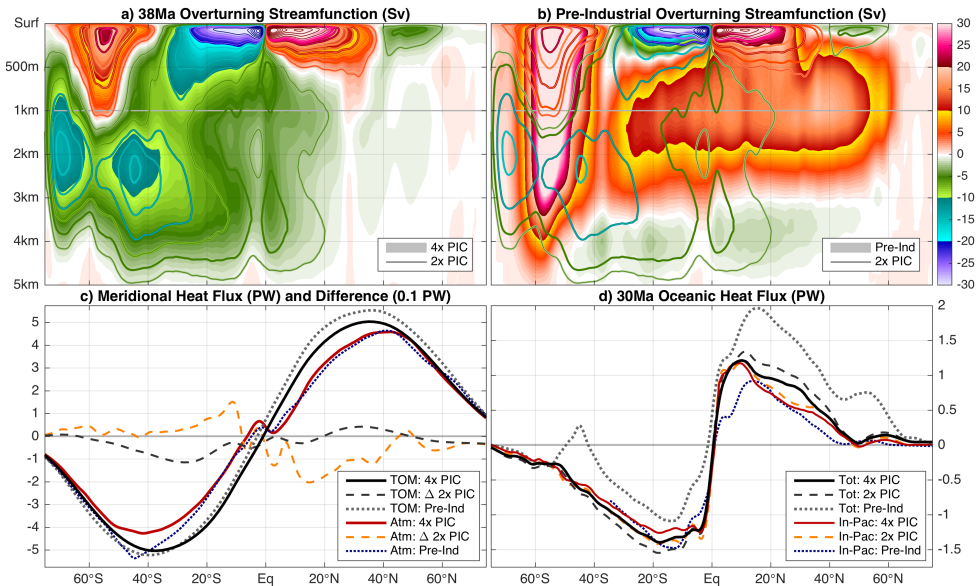 a) 38Ma Overturning Streamfunction (Sv)
b) Pre-Industrial Overturning Streamfunction (Sv)
Surf
500m
1km
2km
3km
4km
5km
4x PIC
2x PIC
Pre-Ind
2x PIC
30
25
20
15
10
5
0
-5
-10
-15
-20
-25
-30
c) Meridional Heat Flux (PW) and Difference (0.1 PW)
5
4
3
2
1
0
-1
-2
-3
-4
-5
TOM: 4x PIC
TOM: Δ 2x PIC
TOM: Pre-Ind
Atm: 4x PIC
Atm: Δ 2x PIC
Atm: Pre-Ind
60°S 40°S 20°S Eq 20°N 40°N 60°N
d) 30Ma Oceanic Heat Flux (PW)
2
1.5
1
0.5
0
-0.5
-1
-1.5
Tot: 4x PIC
Tot: 2x PIC
Tot: Pre-Ind
In-Pac: 4x PIC
In-Pac: 2x PIC
In-Pac: Pre-Ind
60°S 40°S 20°S Eq 20°N 40°N 60°N